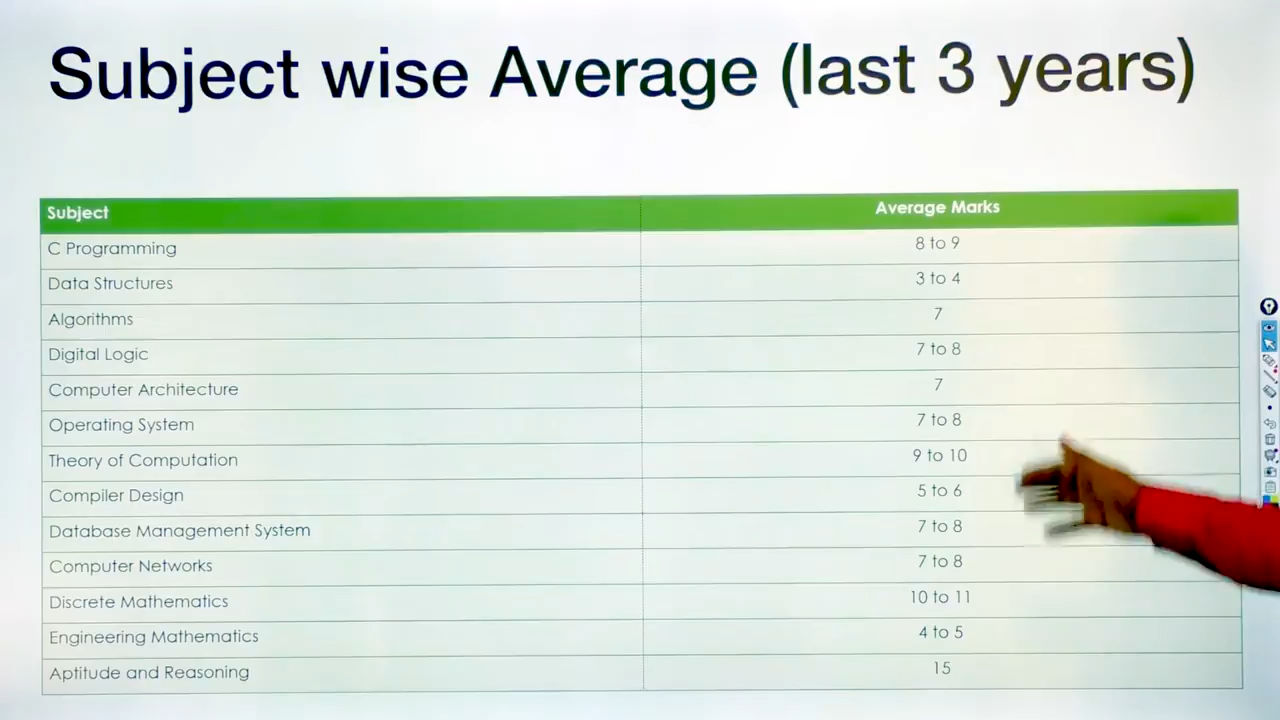 Subject wise Average (last 3 years)
Subject Average Marks
C Programming 8 to 9
Data Structures 3 to 4
Algorithms 7
Digital Logic 7 to 8
Computer Architecture 7
Operating System 7 to 8
Theory of Computation 9 to 10
Compiler Design 5 to 6
Database Management System 7 to 8
Computer Networks 7 to 8
Discrete Mathematics 10 to 11
Engineering Mathematics 4 to 5
Aptitude and Reasoning 15